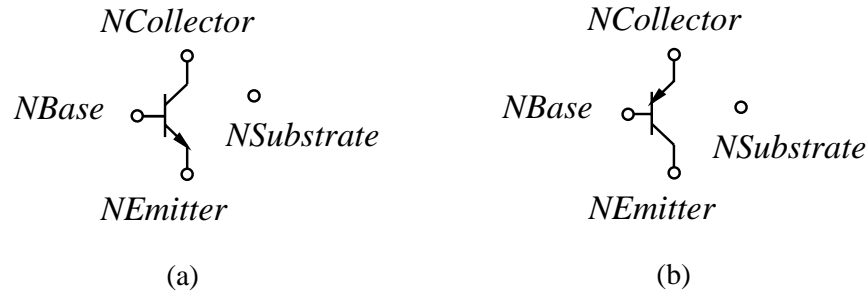 NCollector
NBase
NSubstrate
NEmitter
(a)
NCollector
NBase
NSubstrate
NEmitter
(b)